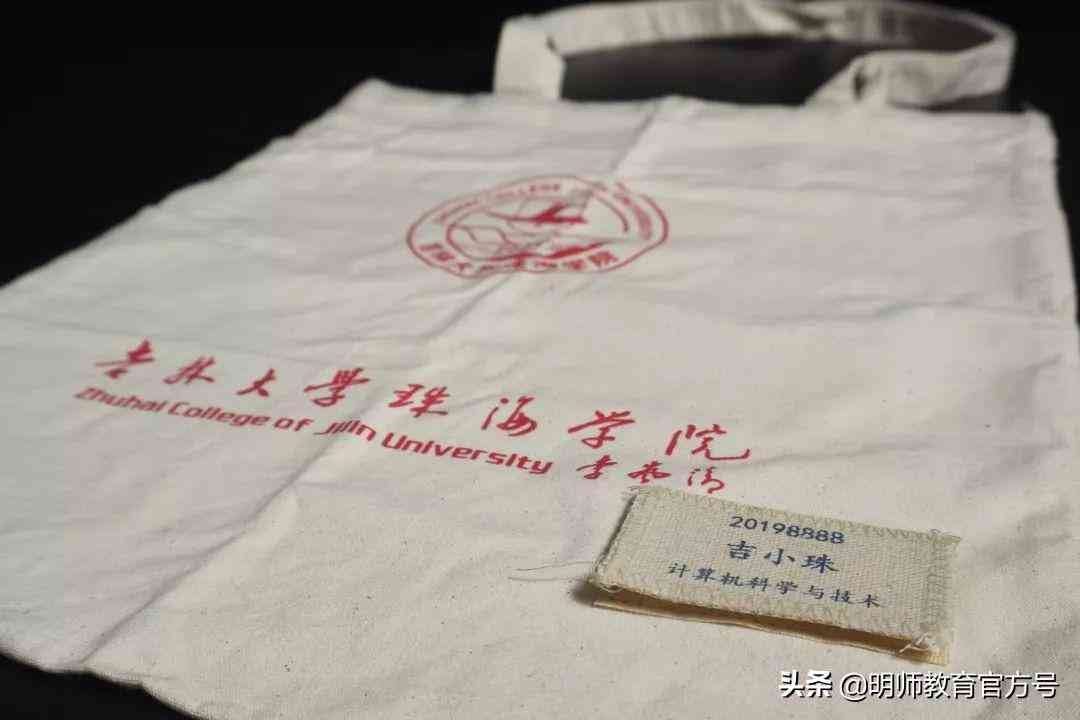 吉林大学珠海学院
Zhuhai College of Jilin University
20198888
吉小珠
计算机科学与技术
头条 @明师教育官方号